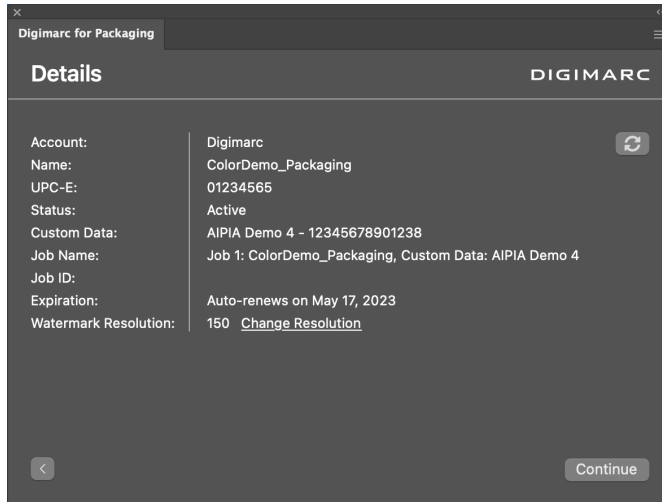 Digimarc for Packaging
Details
DIGIMARC
Account: Digimarc
Name: ColorDemo_Packaging
UPC-E: 01234565
Status: Active
Custom Data: AIPIA Demo 4 - 12345678901238
Job Name: Job 1: ColorDemo_Packaging, Custom Data: AIPIA Demo 4
Job ID:
Expiration: Auto-renews on May 17, 2023
Watermark Resolution: 150 Change Resolution
Continue